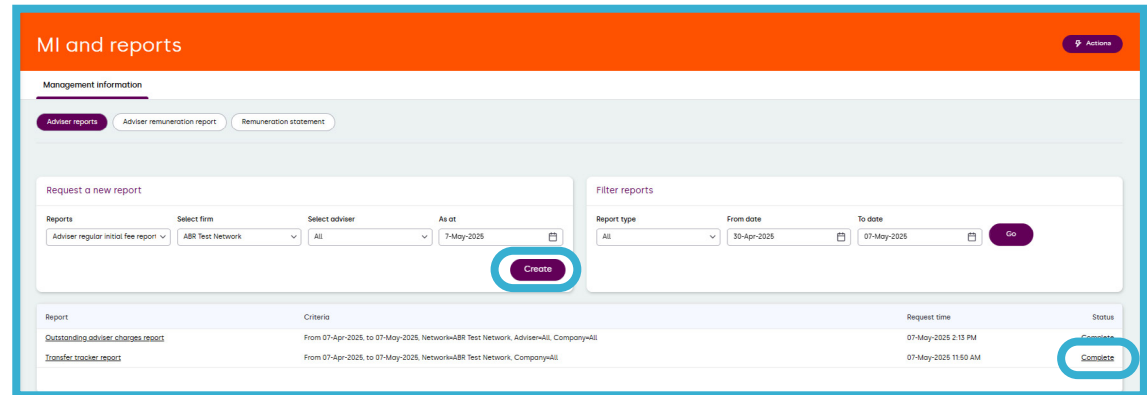 MI and reports
Actions
Management information
Adviser reports
Adviser remuneration report
Remuneration statement
Request a new report
Reports Select firm Select adviser As at
Adviser regular initial fee report ABR Test Network All 7-May-2025
Create
Filter reports
Report type From date To date
All 30-Apr-2025 07-May-2025 Go
Report Criteria Request time Status
Outstanding adviser charges report From 07-Apr-2025, to 07-May-2025, Network=ABR Test Network, Adviser=All, Company=All 07-May-2025 2:13 PM Complete
Transfer tracker report From 07-Apr-2025, to 07-May-2025, Network=ABR Test Network, Company=All 07-May-2025 11:50 AM Complete